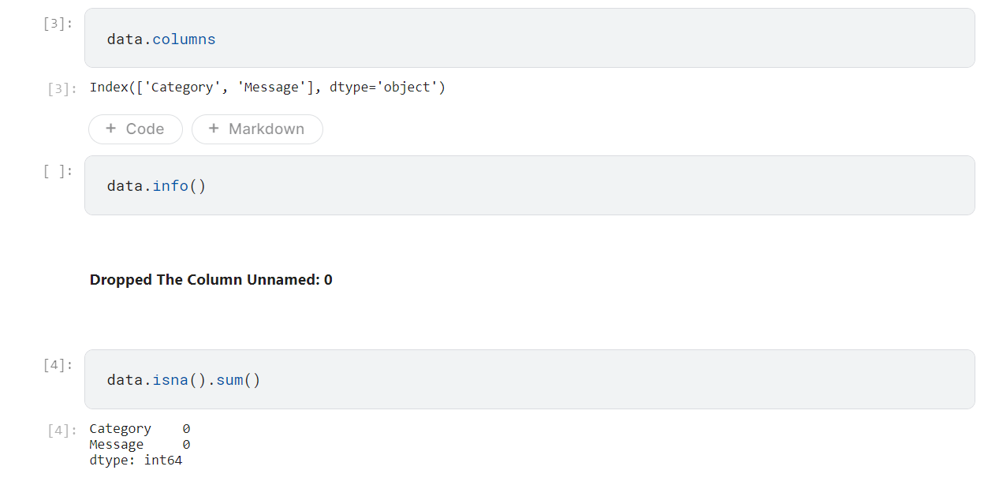 [3]:
data.columns
[3]: Index(['Category', 'Message'], dtype='object')
+ Code + Markdown
[ ]:
data.info()
Dropped The Column Unnamed: 0
[4]:
data.isna().sum()
[4]: Category    0
Message     0
dtype: int64